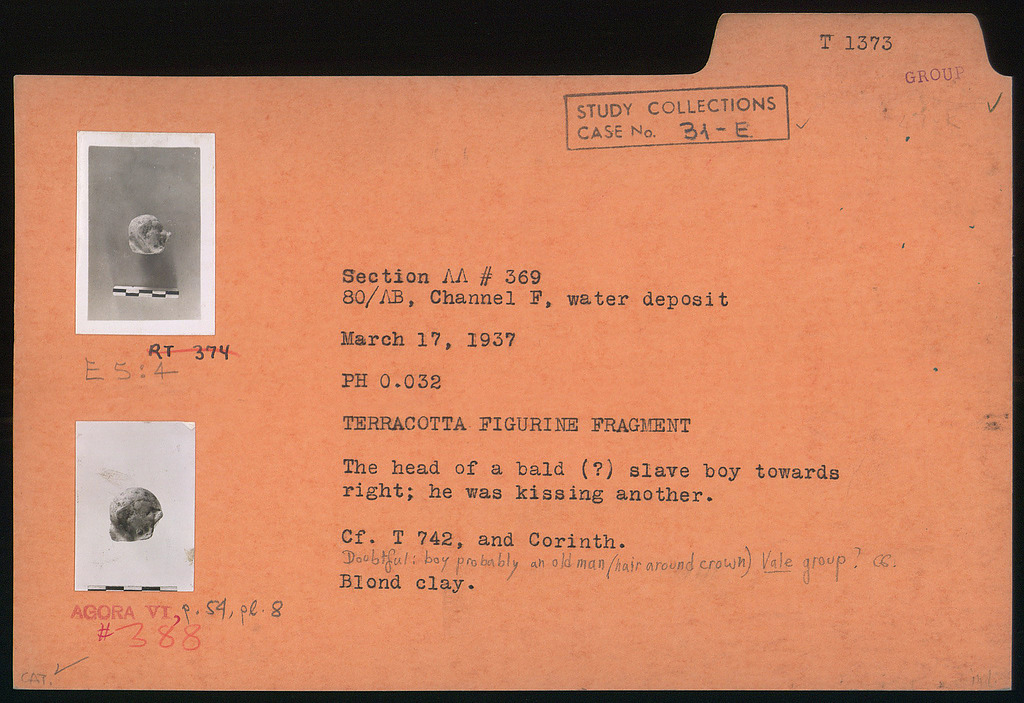 T 1373
GROUP
STUDY COLLECTIONS
CASE No. 31-E
Section ΛΛ # 369
80/ΛB, Channel F, water deposit
March 17, 1937
PH 0.032
TERRACOTTA FIGURINE FRAGMENT
The head of a bald (?) slave boy towards
right; he was kissing another.
Cf. T 742, and Corinth.
Doubtful: boy probably an old man (hair around crown) Vale group? CG.
Blond clay.
RT 374
E 5:4
AGORA VI, p. 54, pl. 8
# 388
CAT.